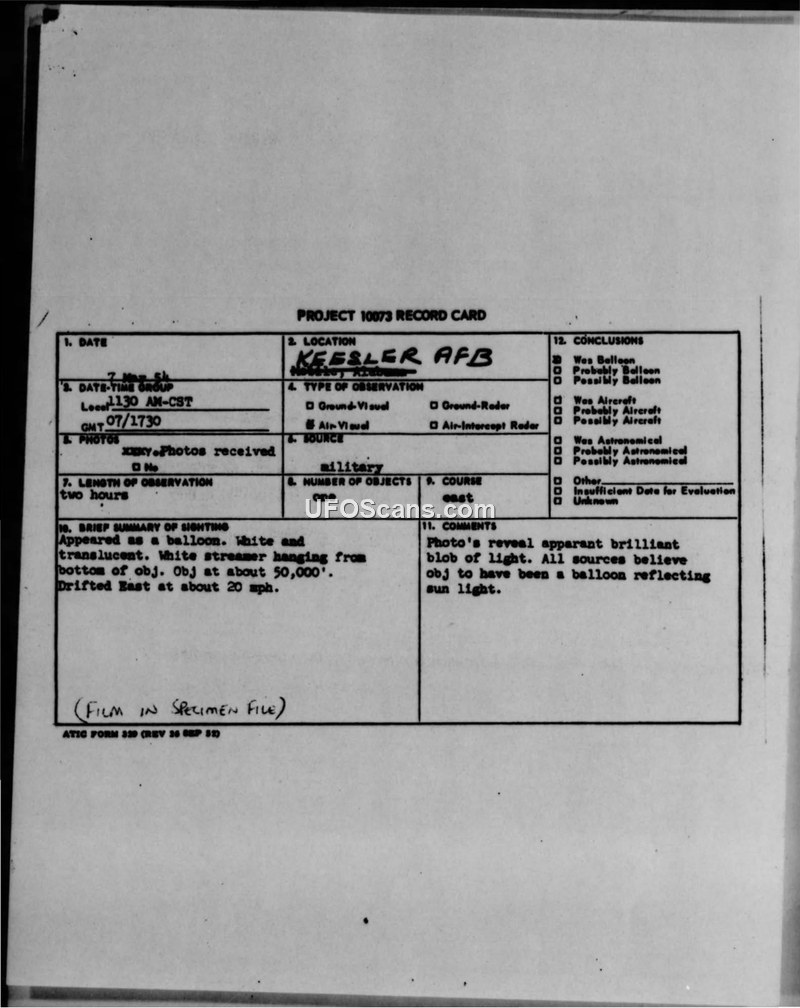 PROJECT 10073 RECORD CARD
1. DATE
7 Mar 54
2. LOCATION
KEESLER AFB
12. CONCLUSIONS
Was Balloon
Probably Balloon
Possibly Balloon
Was Aircraft
Probably Aircraft
Possibly Aircraft
Was Astronomical
Probably Astronomical
Possibly Astronomical
Other
Insufficient Data for Evaluation
Unknown
3. DATE-TIME GROUP
Local 1130 AM-CST
GMT 07/1730
4. TYPE OF OBSERVATION
Ground-Visual
Ground-Radar
Air-Visual
Air-Intercept Radar
5. PHOTOS
Photos received
No
6. SOURCE
military
7. LENGTH OF OBSERVATION
two hours
8. NUMBER OF OBJECTS
one
9. COURSE
east
UFOScans.com
10. BRIEF SUMMARY OF SIGHTING
Appeared as a balloon. White and
translucent. White streamer hanging from
bottom of obj. Obj at about 50,000'.
Drifted East at about 20 mph.
(FILM IN SPECIMEN FILE)
11. COMMENTS
Photo's reveal apparant brilliant
blob of light. All sources believe
obj to have been a balloon reflecting
sun light.
ATIC FORM 329 (REV 26 SEP 52)